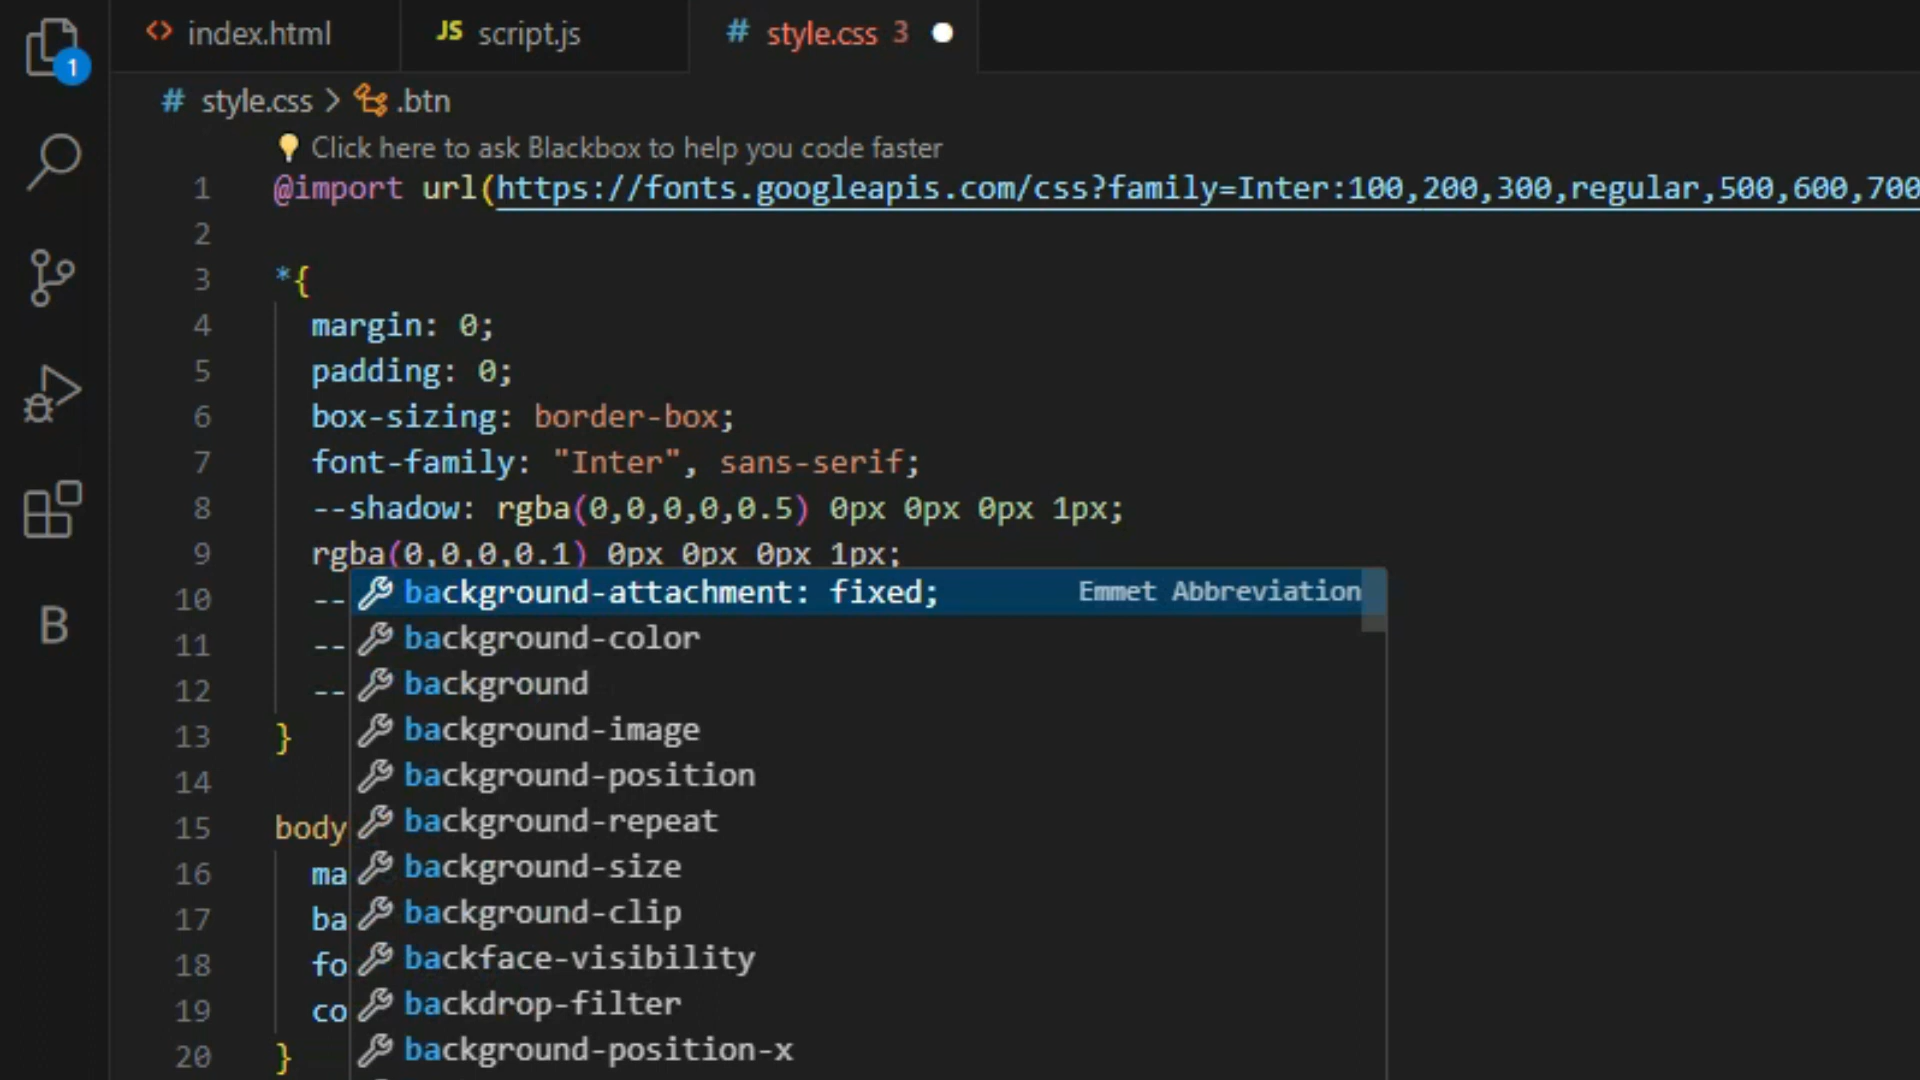 1
<> index.html
JS script.js
# style.css 3
# style.css > .btn
Click here to ask Blackbox to help you code faster
1 @import url(https://fonts.googleapis.com/css?family=Inter:100,200,300,regular,500,600,700
2
3 *{
4 margin: 0;
5 padding: 0;
6 box-sizing: border-box;
7 font-family: "Inter", sans-serif;
8 --shadow: rgba(0,0,0,0,0.5) 0px 0px 0px 1px;
9 rgba(0,0,0,0.1) 0px 0px 0px 1px;
10 -- background-attachment: fixed; Emmet Abbreviation
11 -- background-color
12 -- background
13 } background-image
14 background-position
15 body background-repeat
16 ma background-size
17 ba background-clip
18 fo backface-visibility
19 co backdrop-filter
20 } background-position-x
B